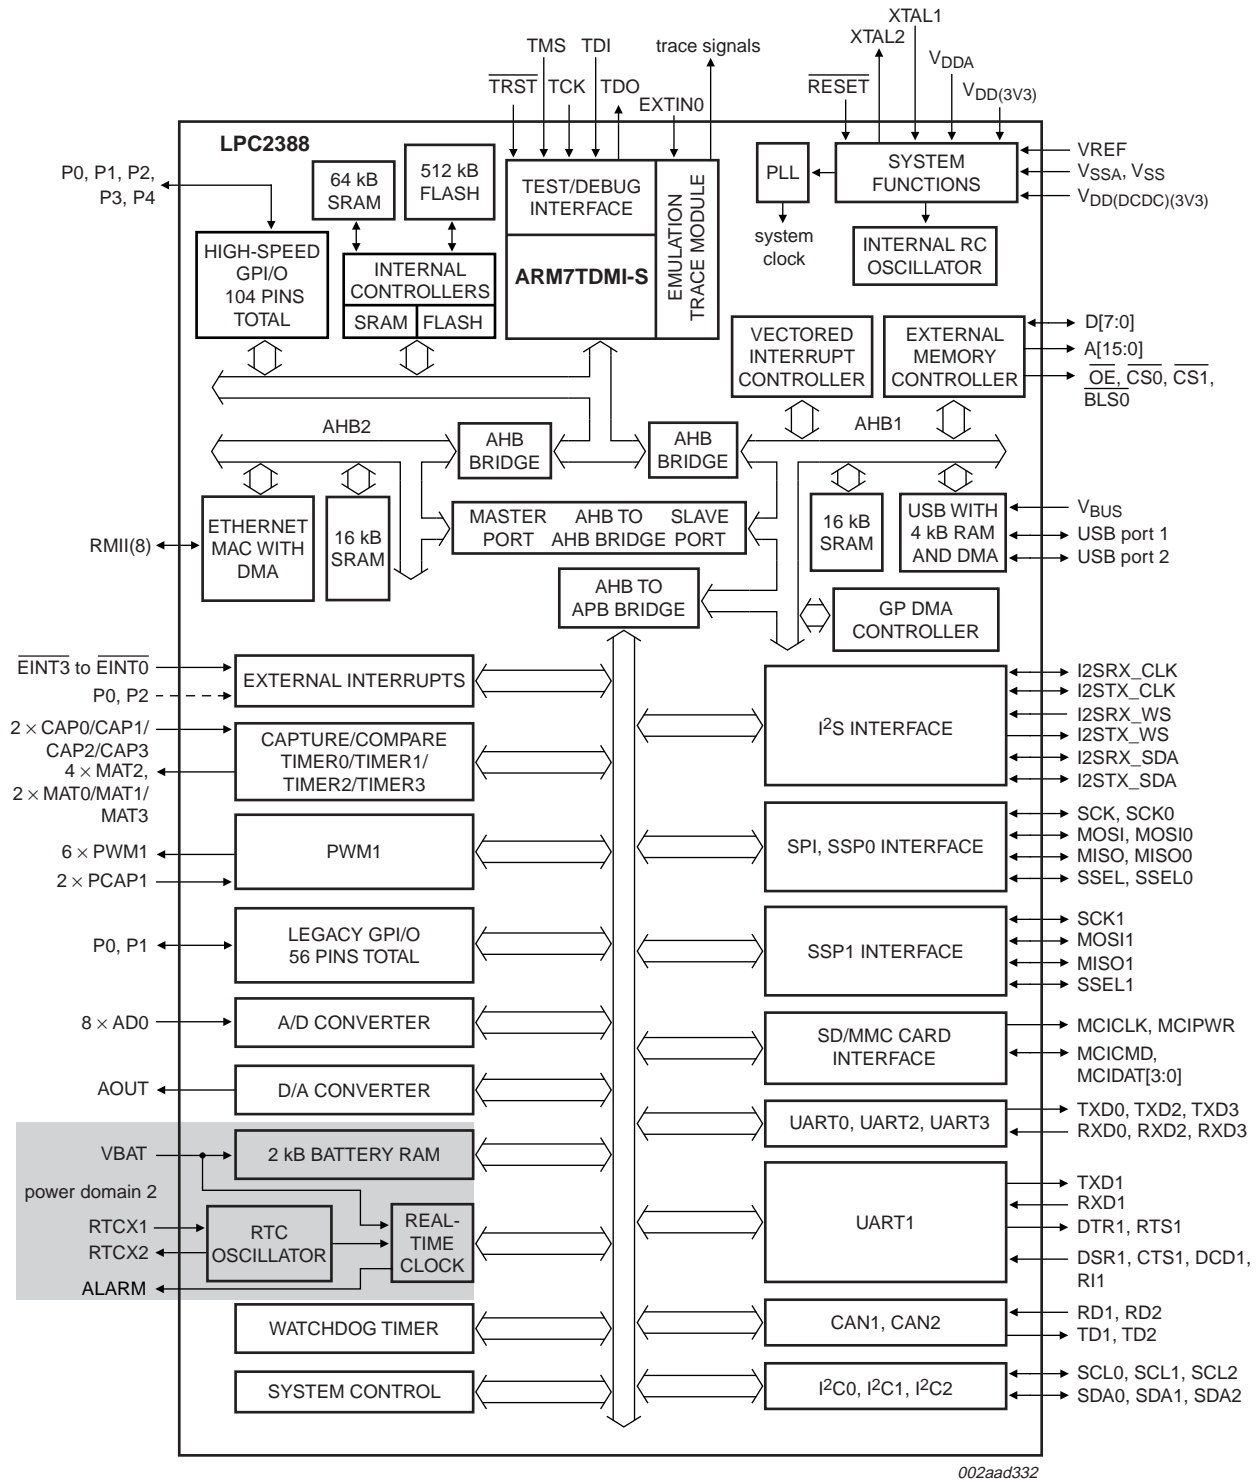 XTAL1
XTAL2
TMS TDI
trace signals
VDDA
TRST TCK TDO
RESET
VDD(3V3)
EXTIN0
LPC2388
P0, P1, P2,
P3, P4
64 kB
SRAM
512 kB
FLASH
TEST/DEBUG
INTERFACE
EMULATION
TRACE MODULE
ARM7TDMI-S
PLL
SYSTEM
FUNCTIONS
VREF
VSSA, VSS
VDD(DCDC)(3V3)
system
clock
INTERNAL RC
OSCILLATOR
HIGH-SPEED
GPI/O
104 PINS
TOTAL
INTERNAL
CONTROLLERS
SRAM FLASH
VECTORED
INTERRUPT
CONTROLLER
EXTERNAL
MEMORY
CONTROLLER
D[7:0]
A[15:0]
OE, CS0, CS1,
BLS0
AHB2
AHB
BRIDGE
AHB
BRIDGE
AHB1
ETHERNET
MAC WITH
DMA
16 kB
SRAM
MASTER AHB TO SLAVE
PORT AHB BRIDGE PORT
16 kB
SRAM
USB WITH
4 kB RAM
AND DMA
VBUS
USB port 1
USB port 2
RMII(8)
AHB TO
APB BRIDGE
GP DMA
CONTROLLER
EINT3 to EINT0
P0, P2
EXTERNAL INTERRUPTS
2 × CAP0/CAP1/
CAP2/CAP3
4 × MAT2,
2 × MAT0/MAT1/
MAT3
CAPTURE/COMPARE
TIMER0/TIMER1/
TIMER2/TIMER3
6 × PWM1
2 × PCAP1
PWM1
P0, P1
LEGACY GPI/O
56 PINS TOTAL
8 × AD0
A/D CONVERTER
AOUT
D/A CONVERTER
VBAT
2 kB BATTERY RAM
power domain 2
RTCX1
RTCX2
RTC
OSCILLATOR
REAL-
TIME
CLOCK
ALARM
WATCHDOG TIMER
SYSTEM CONTROL
I2S INTERFACE
I2SRX_CLK
I2STX_CLK
I2SRX_WS
I2STX_WS
I2SRX_SDA
I2STX_SDA
SPI, SSP0 INTERFACE
SCK, SCK0
MOSI, MOSI0
MISO, MISO0
SSEL, SSEL0
SSP1 INTERFACE
SCK1
MOSI1
MISO1
SSEL1
SD/MMC CARD
INTERFACE
MCICLK, MCIPWR
MCICMD,
MCIDAT[3:0]
UART0, UART2, UART3
TXD0, TXD2, TXD3
RXD0, RXD2, RXD3
UART1
TXD1
RXD1
DTR1, RTS1
DSR1, CTS1, DCD1,
RI1
CAN1, CAN2
RD1, RD2
TD1, TD2
I2C0, I2C1, I2C2
SCL0, SCL1, SCL2
SDA0, SDA1, SDA2
002aad332